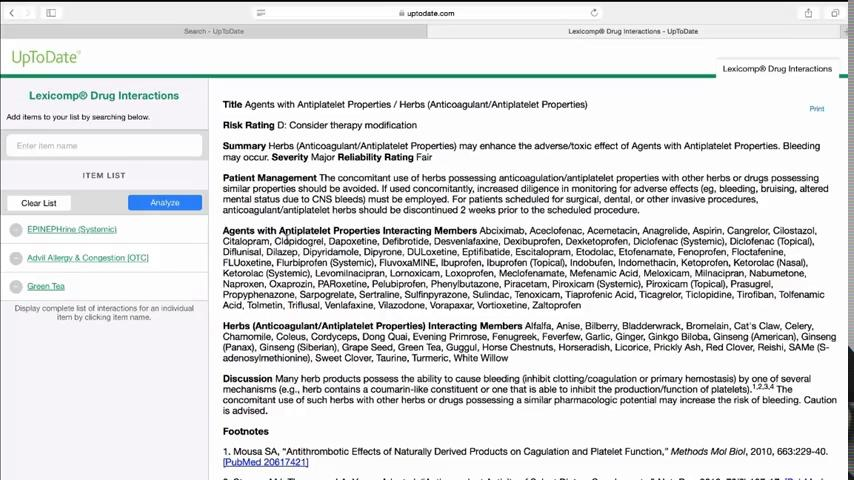 uptodate.com
Search - UpToDate
Lexicomp® Drug Interactions - UpToDate
UpToDate®
Lexicomp® Drug Interactions
Lexicomp® Drug Interactions
Add items to your list by searching below.
Enter item name
ITEM LIST
Clear List
Analyze
EPINEPHrine (Systemic)
Advil Allergy & Congestion [OTC]
Green Tea
Display complete list of interactions for an individual
item by clicking item name.
Print
Title Agents with Antiplatelet Properties / Herbs (Anticoagulant/Antiplatelet Properties)
Risk Rating D: Consider therapy modification
Summary Herbs (Anticoagulant/Antiplatelet Properties) may enhance the adverse/toxic effect of Agents with Antiplatelet Properties. Bleeding
may occur. Severity Major Reliability Rating Fair
Patient Management The concomitant use of herbs possessing anticoagulation/antiplatelet properties with other herbs or drugs possessing
similar properties should be avoided. If used concomitantly, increased diligence in monitoring for adverse effects (eg, bleeding, bruising, altered
mental status due to CNS bleeds) must be employed. For patients scheduled for surgical, dental, or other invasive procedures,
anticoagulant/antiplatelet herbs should be discontinued 2 weeks prior to the scheduled procedure.
Agents with Antiplatelet Properties Interacting Members Abciximab, Aceclofenac, Acemetacin, Anagrelide, Aspirin, Cangrelor, Cilostazol,
Citalopram, Clopidogrel, Dapoxetine, Defibrotide, Desvenlafaxine, Dexibuprofen, Dexketoprofen, Diclofenac (Systemic), Diclofenac (Topical),
Diflunisal, Dilazep, Dipyridamole, Dipyrone, DULoxetine, Eptifibatide, Escitalopram, Etodolac, Etofenamate, Fenoprofen, Floctafenine,
FLUoxetine, Flurbiprofen (Systemic), FluvoxaMINE, Ibuprofen, Ibuprofen (Topical), Indobufen, Indomethacin, Ketoprofen, Ketorolac (Nasal),
Ketorolac (Systemic), Levomilnacipran, Lornoxicam, Loxoprofen, Meclofenamate, Mefenamic Acid, Meloxicam, Milnacipran, Nabumetone,
Naproxen, Oxaprozin, PARoxetine, Pelubiprofen, Phenylbutazone, Piracetam, Piroxicam (Systemic), Piroxicam (Topical), Prasugrel,
Propyphenazone, Sarpogrelate, Sertraline, Sulfinpyrazone, Sulindac, Tenoxicam, Tiaprofenic Acid, Ticagrelor, Ticlopidine, Tirofiban, Tolfenamic
Acid, Tolmetin, Triflusal, Venlafaxine, Vilazodone, Vorapaxar, Vortioxetine, Zaltoprofen
Herbs (Anticoagulant/Antiplatelet Properties) Interacting Members Alfalfa, Anise, Bilberry, Bladderwrack, Bromelain, Cat's Claw, Celery,
Chamomile, Coleus, Cordyceps, Dong Quai, Evening Primrose, Fenugreek, Feverfew, Garlic, Ginger, Ginkgo Biloba, Ginseng (American), Ginseng
(Panax), Ginseng (Siberian), Grape Seed, Green Tea, Guggul, Horse Chestnuts, Horseradish, Licorice, Prickly Ash, Red Clover, Reishi, SAMe (S-
adenosylmethionine), Sweet Clover, Taurine, Turmeric, White Willow
Discussion Many herb products possess the ability to cause bleeding (inhibit clotting/coagulation or primary hemostasis) by one of several
mechanisms (e.g., herb contains a coumarin-like constituent or one that is able to inhibit the production/function of platelets).1,2,3,4 The
concomitant use of such herbs with other herbs or drugs possessing a similar pharmacologic potential may increase the risk of bleeding. Caution
is advised.
Footnotes
1. Mousa SA, "Antithrombotic Effects of Naturally Derived Products on Cagulation and Platelet Function," Methods Mol Biol, 2010, 663:229-40.
[PubMed 20617421]